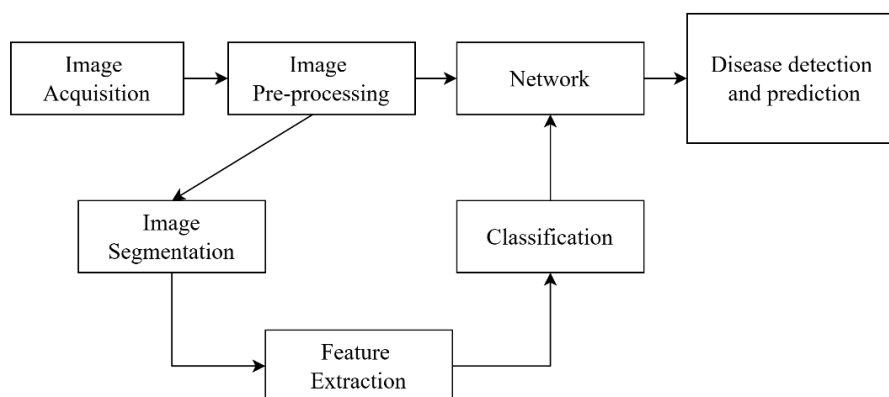 Image
Acquisition
Image
Pre-processing
Network
Disease detection
and prediction
Image
Segmentation
Classification
Feature
Extraction